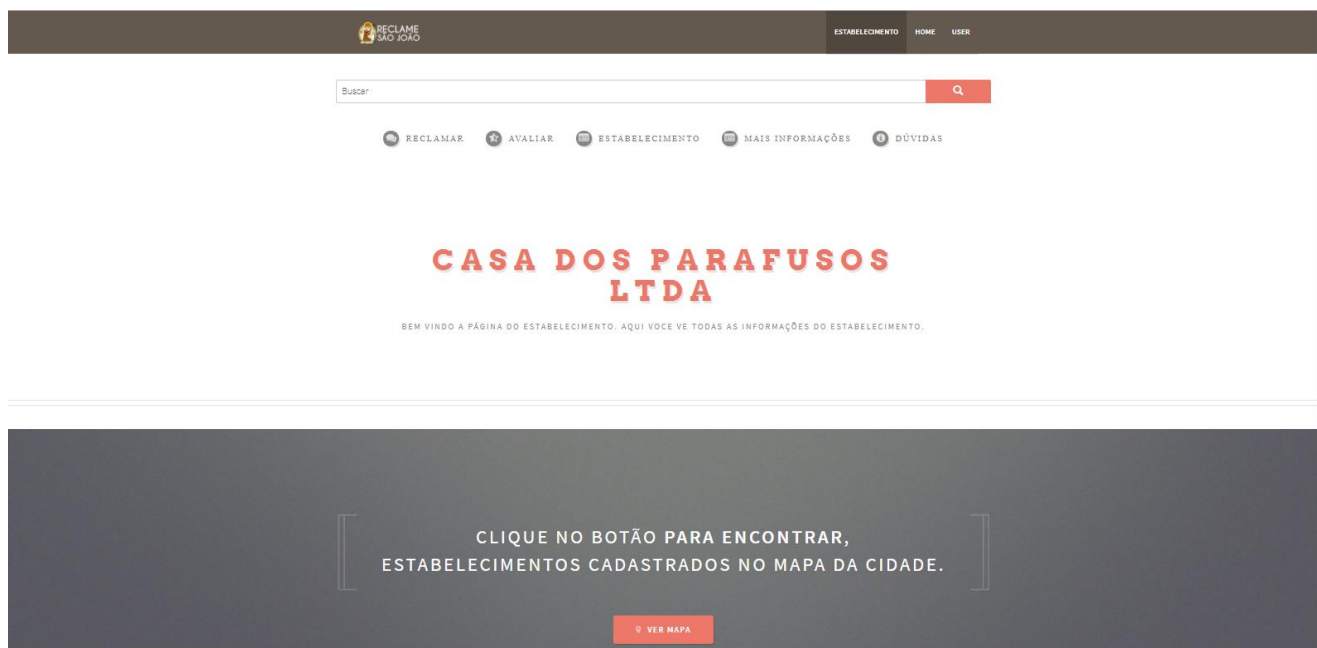 RECLAME
SÃO JOÃO
ESTABELECIMENTO HOME USER
Buscar
RECLAMAR AVALIAR ESTABELECIMENTO MAIS INFORMAÇÕES DÚVIDAS
CASA DOS PARAFUSOS
LTDA
BEM VINDO A PÁGINA DO ESTABELECIMENTO. AQUI VOCE VE TODAS AS INFORMAÇÕES DO ESTABELECIMENTO.
CLIQUE NO BOTÃO PARA ENCONTRAR,
ESTABELECIMENTOS CADASTRADOS NO MAPA DA CIDADE.
VER MAPA